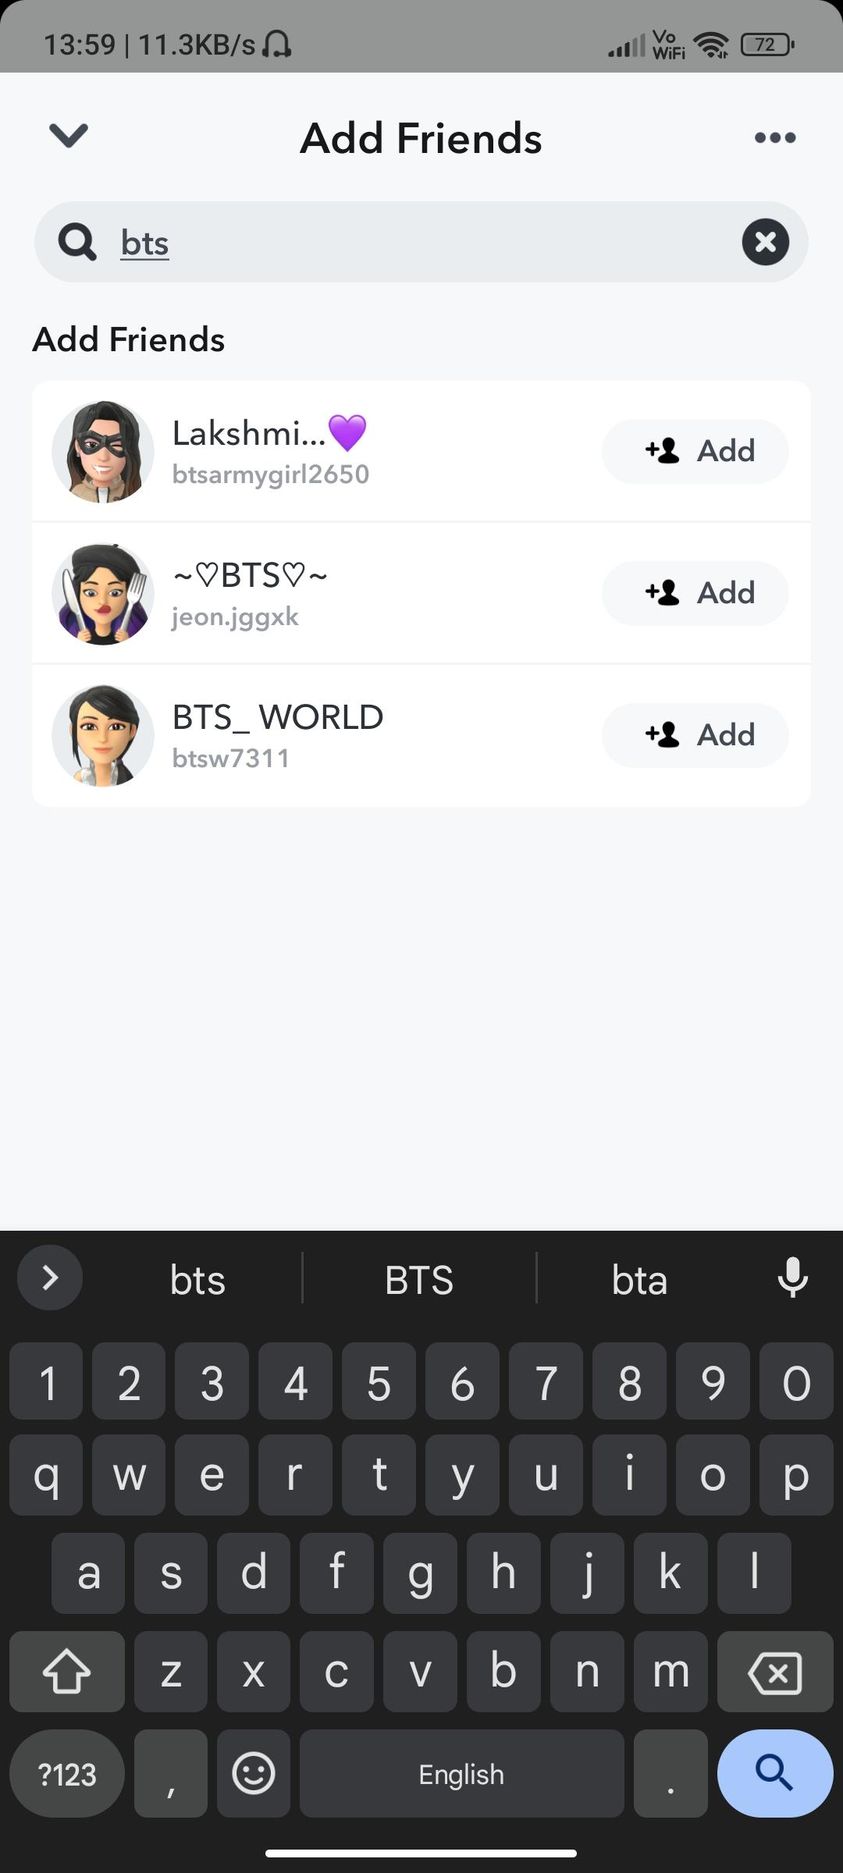 13:59 | 11.3KB/s Vo WiFi 72
Add Friends
bts
Add Friends
Lakshmi...💜
btsarmygirl2650
Add
~♡BTS♡~
jeon.jggxk
Add
BTS_ WORLD
btsw7311
Add
bts BTS bta
1 2 3 4 5 6 7 8 9 0
q w e r t y u i o p
a s d f g h j k l
z x c v b n m
?123 , English .